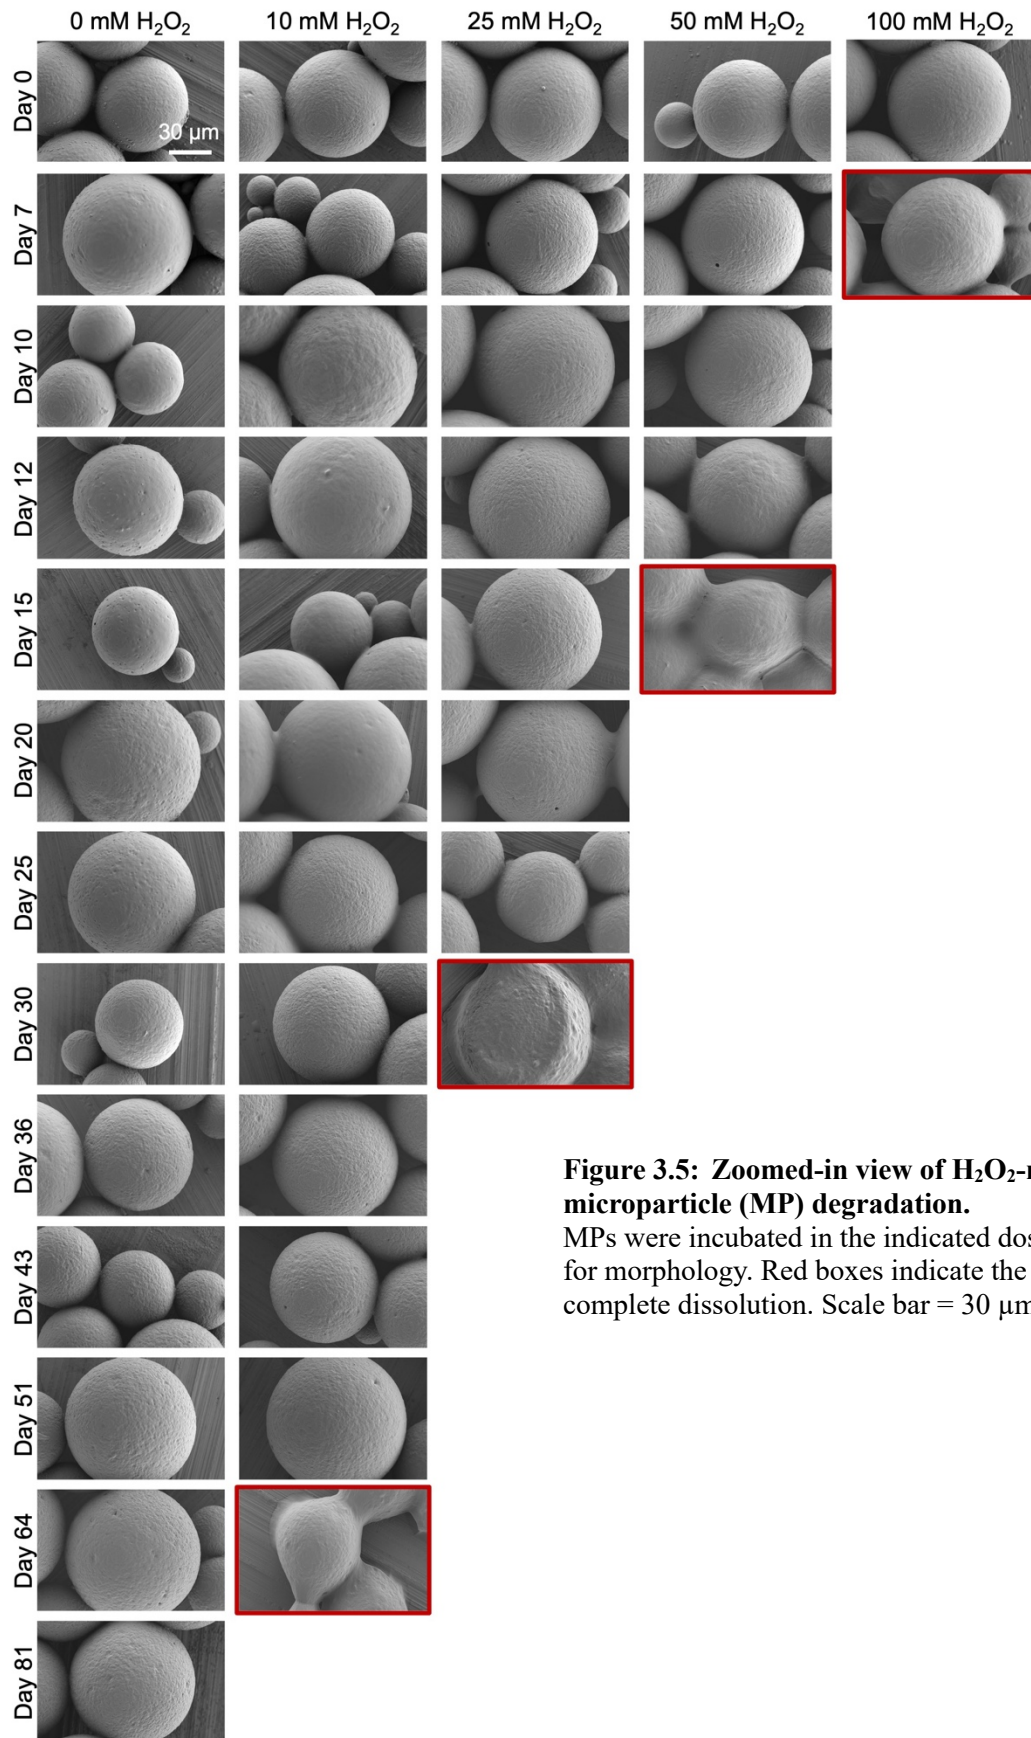 0 mM H₂O₂ 10 mM H₂O₂ 25 mM H₂O₂ 50 mM H₂O₂ 100 mM H₂O₂
Day 0
30 µm
Day 7
Day 10
Day 12
Day 15
Day 20
Day 25
Day 30
Day 36
Day 43
Day 51
Day 64
Day 81
Figure 3.5: Zoomed-in view of H₂O₂-
microparticle (MP) degradation.
MPs were incubated in the indicated
for morphology. Red boxes indicate the
complete dissolution. Scale bar = 30 µm